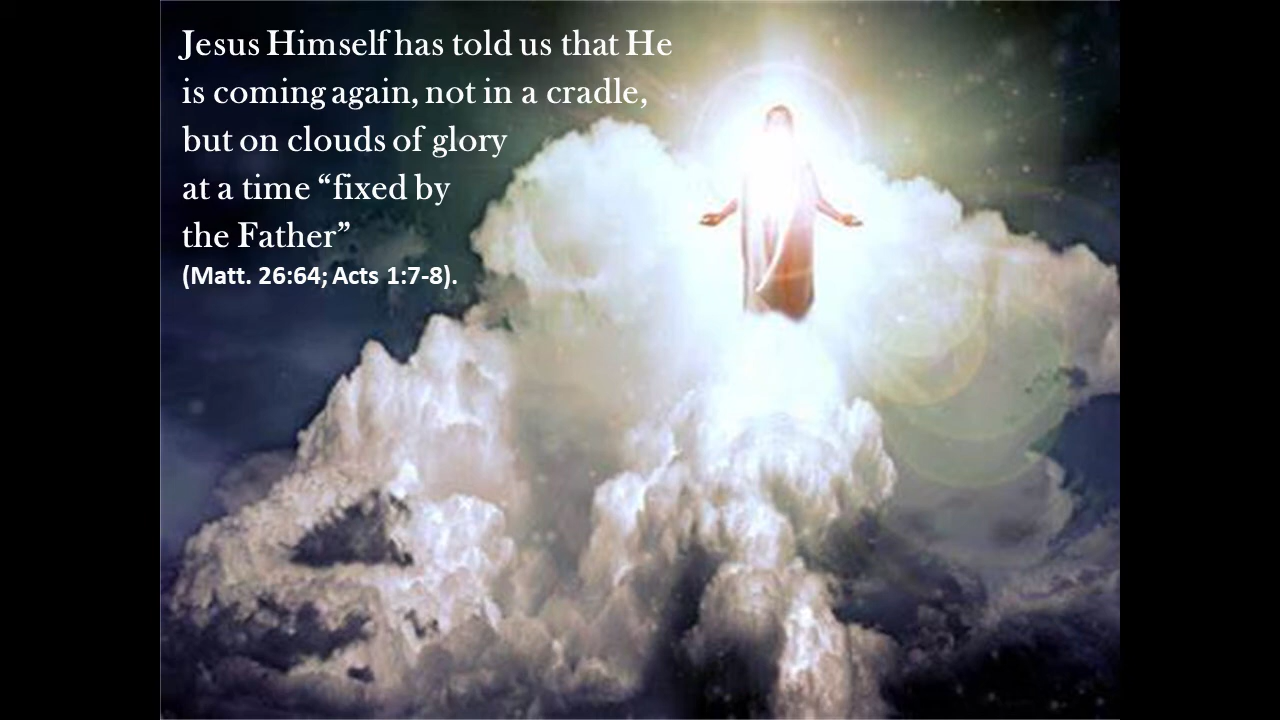 Jesus Himself has told us that He
is coming again, not in a cradle,
but on clouds of glory
at a time “fixed by
the Father”
(Matt. 26:64; Acts 1:7-8).